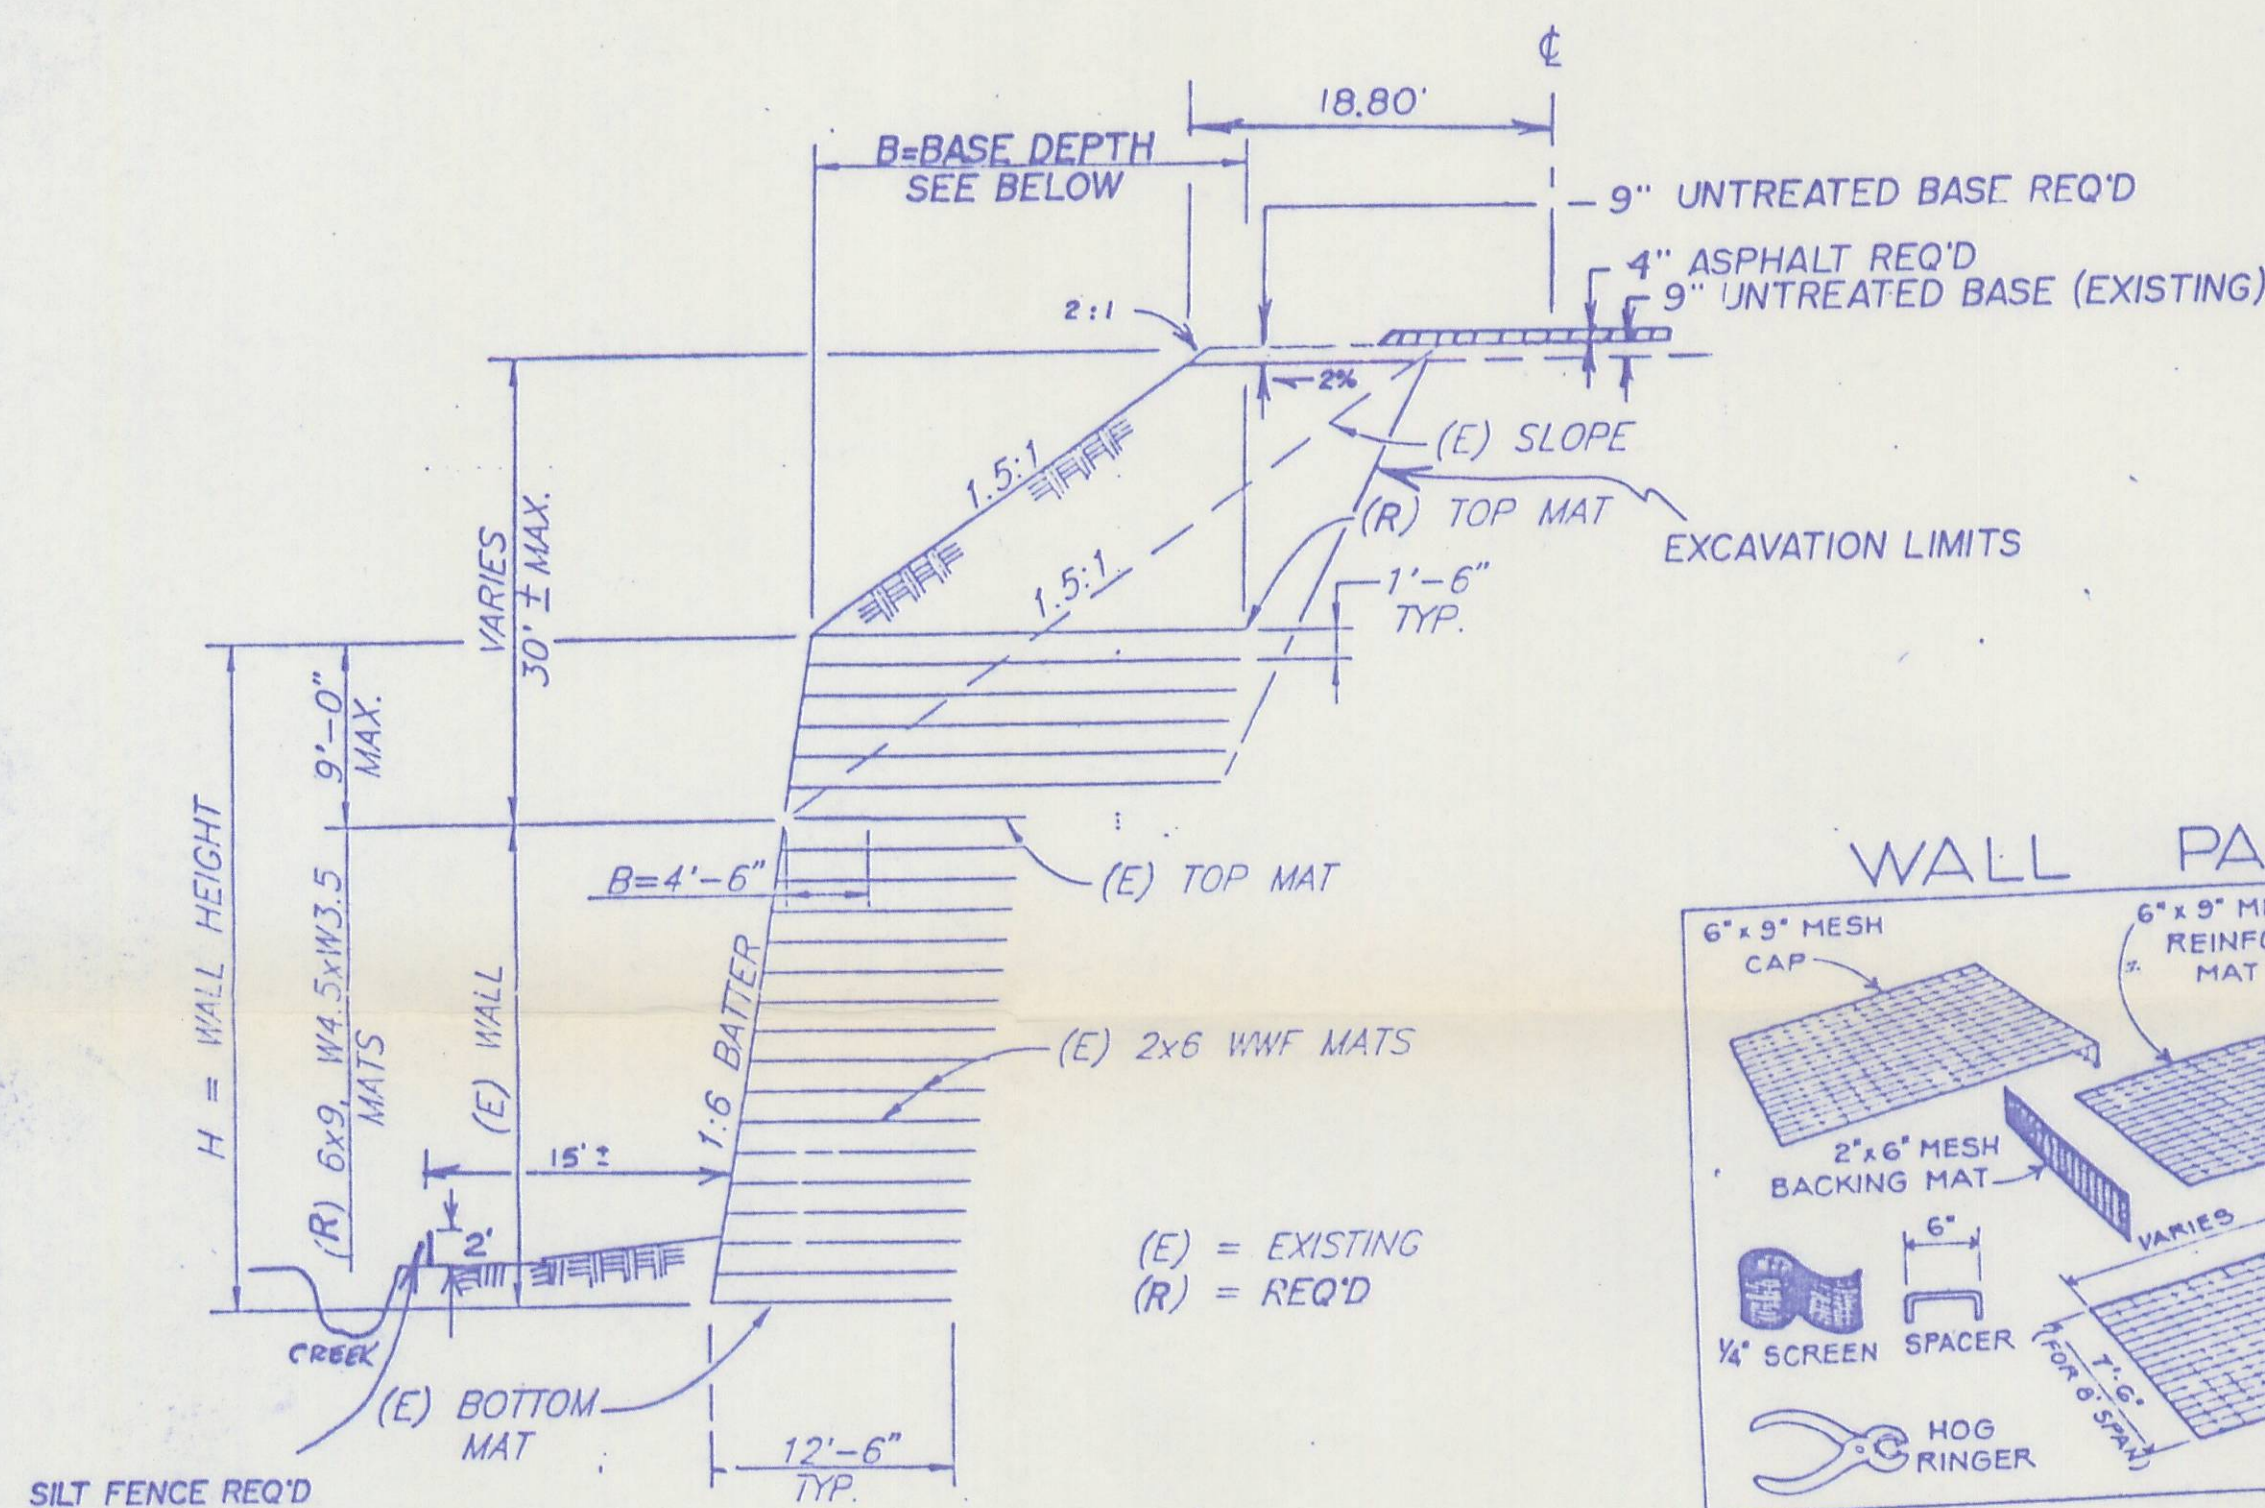 ℄
18.80'
B=BASE DEPTH
SEE BELOW
9" UNTREATED BASE REQ'D
4" ASPHALT REQ'D
9" UNTREATED BASE (EXISTING)
2:1
2%
1.5:1
(E) SLOPE
(R) TOP MAT
EXCAVATION LIMITS
VARIES
30' ± MAX.
1.5:1
1'-6"
TYP.
9'-0"
MAX.
H = WALL HEIGHT
(R) 6x9, W4.5xW3.5
MATS
(E) WALL
B=4'-6"
(E) TOP MAT
1:6 BATTER
(E) 2x6 WWF MATS
15' ±
2'
(E) = EXISTING
(R) = REQ'D
CREEK
(E) BOTTOM
MAT
12'-6"
TYP.
SILT FENCE REQ'D
WALL PA
6" x 9" MESH
CAP
6" x 9" M
REINFO
MAT
2" x 6" MESH
BACKING MAT
6"
VARIES
1/4" SCREEN
SPACER
7'-6"
(FOR 8' SPAN)
HOG
RINGER